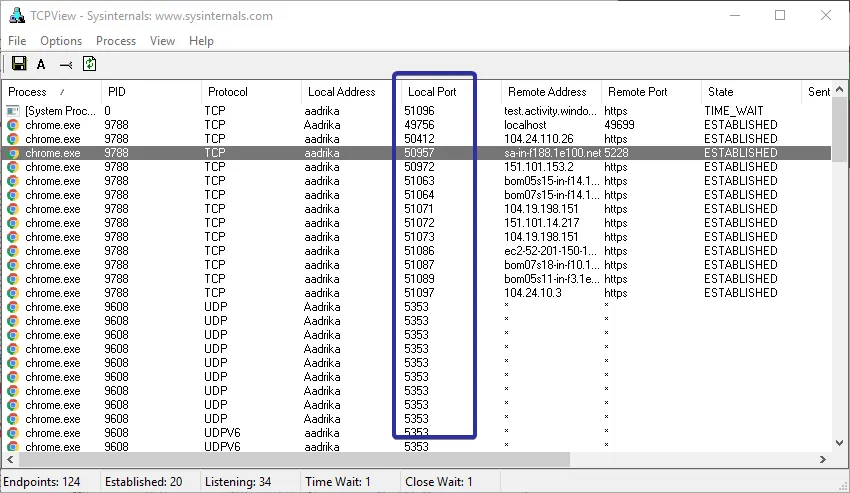 TCPView - Sysinternals: www.sysinternals.com
File Options Process View Help
A
Process / PID Protocol Local Address Local Port Remote Address Remote Port State Sent
[System Proc... 0 TCP aadrika 51096 test.activity.windo... https TIME_WAIT
chrome.exe 9788 TCP Aadrika 49756 localhost 49699 ESTABLISHED
chrome.exe 9788 TCP aadrika 50412 104.24.110.26 https ESTABLISHED
chrome.exe 9788 TCP aadrika 50957 sa-in-f188.1e100.net 5228 ESTABLISHED
chrome.exe 9788 TCP aadrika 50972 151.101.153.2 https ESTABLISHED
chrome.exe 9788 TCP aadrika 51063 bom05s15-in-f14.1... https ESTABLISHED
chrome.exe 9788 TCP aadrika 51064 bom07s15-in-f14.1... https ESTABLISHED
chrome.exe 9788 TCP aadrika 51071 104.19.198.151 https ESTABLISHED
chrome.exe 9788 TCP aadrika 51072 151.101.14.217 https ESTABLISHED
chrome.exe 9788 TCP aadrika 51073 104.19.198.151 https ESTABLISHED
chrome.exe 9788 TCP aadrika 51086 ec2-52-201-150-1... https ESTABLISHED
chrome.exe 9788 TCP aadrika 51087 bom07s18-in-f10.1... https ESTABLISHED
chrome.exe 9788 TCP aadrika 51089 bom05s11-in-f3.1e... https ESTABLISHED
chrome.exe 9788 TCP aadrika 51097 104.24.10.3 https ESTABLISHED
chrome.exe 9608 UDP Aadrika 5353 * *
chrome.exe 9608 UDP Aadrika 5353 * *
chrome.exe 9608 UDP Aadrika 5353 * *
chrome.exe 9608 UDP Aadrika 5353 * *
chrome.exe 9608 UDP Aadrika 5353 * *
chrome.exe 9608 UDP Aadrika 5353 * *
chrome.exe 9608 UDP Aadrika 5353 * *
chrome.exe 9608 UDP Aadrika 5353 * *
chrome.exe 9608 UDP Aadrika 5353 * *
chrome.exe 9608 UDPV6 aadrika 5353 * *
chrome.exe 9608 UDPV6 aadrika 5353 * *
Endpoints: 124 Established: 20 Listening: 34 Time Wait: 1 Close Wait: 1